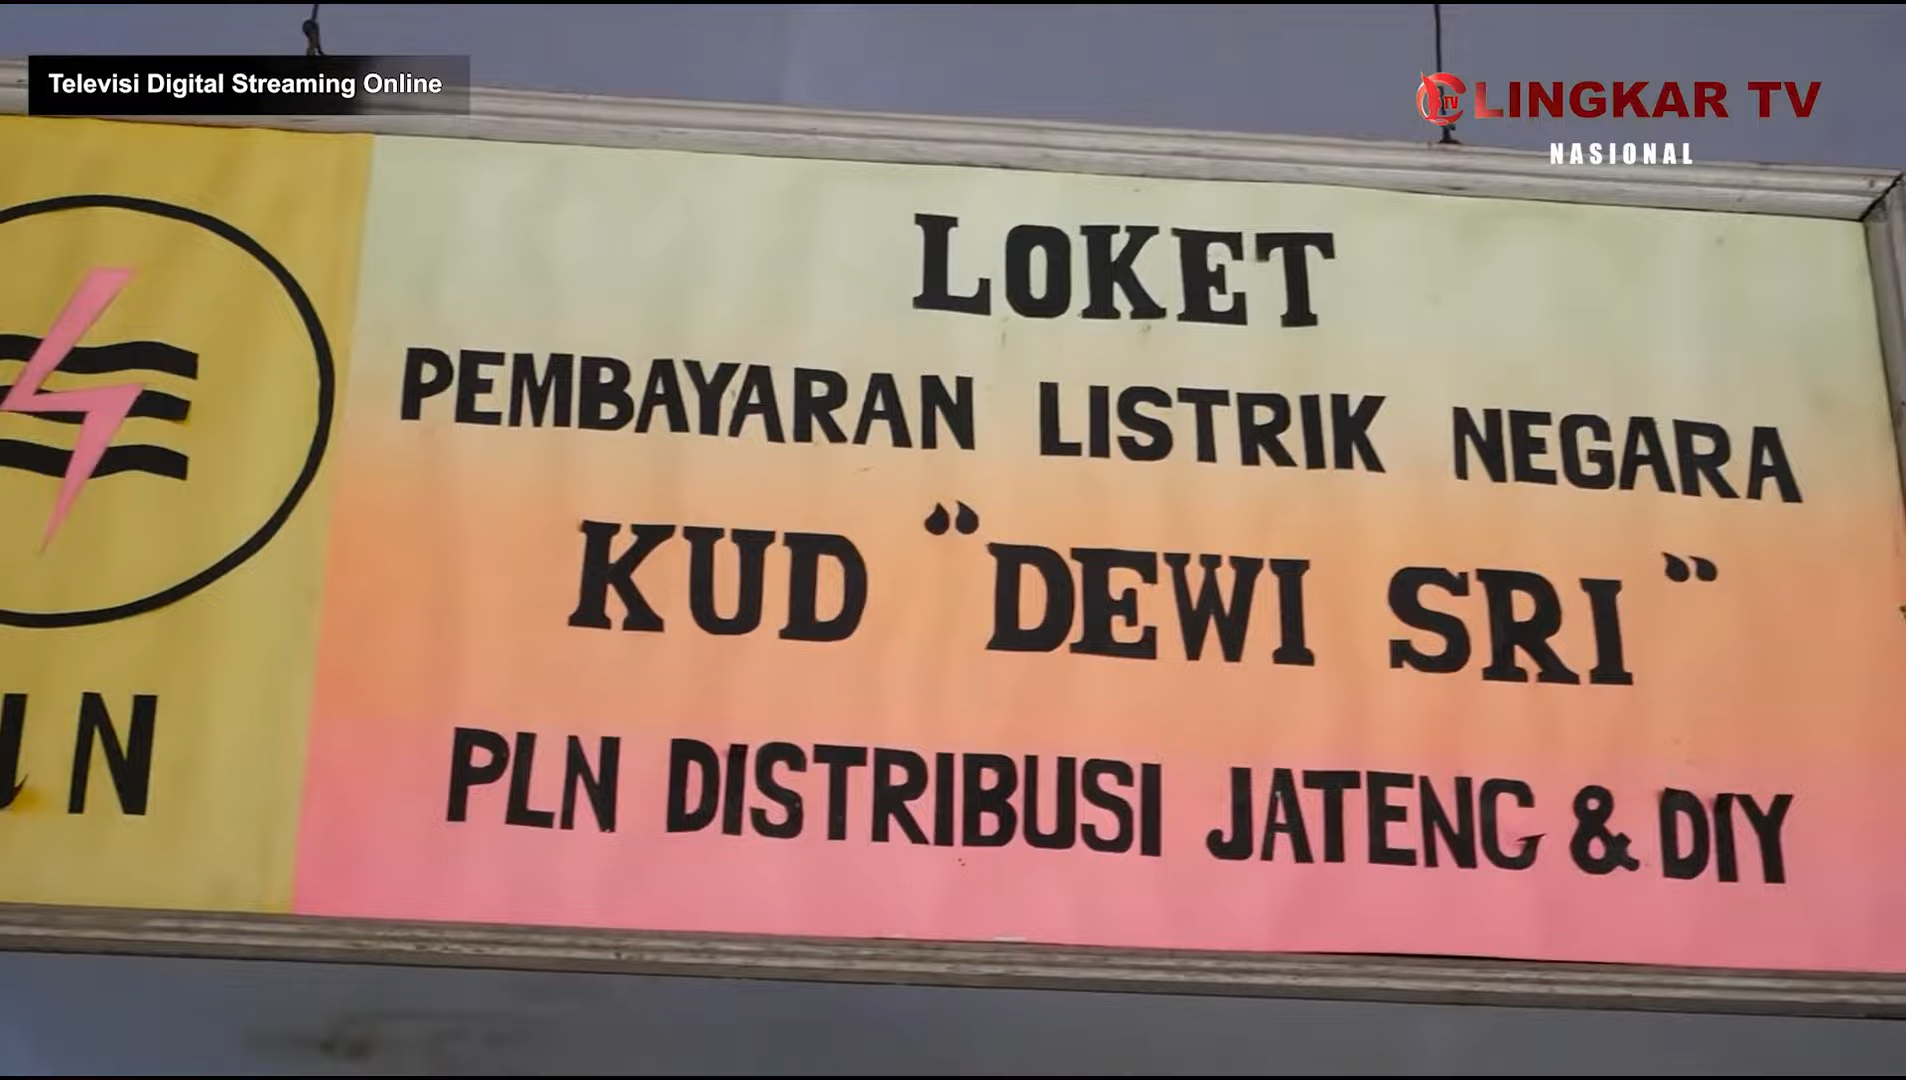 Televisi Digital Streaming Online
LINGKAR TV
NASIONAL
LOKET
PEMBAYARAN LISTRIK NEGARA
KUD "DEWI SRI"
PLN DISTRIBUSI JATENG & DIY